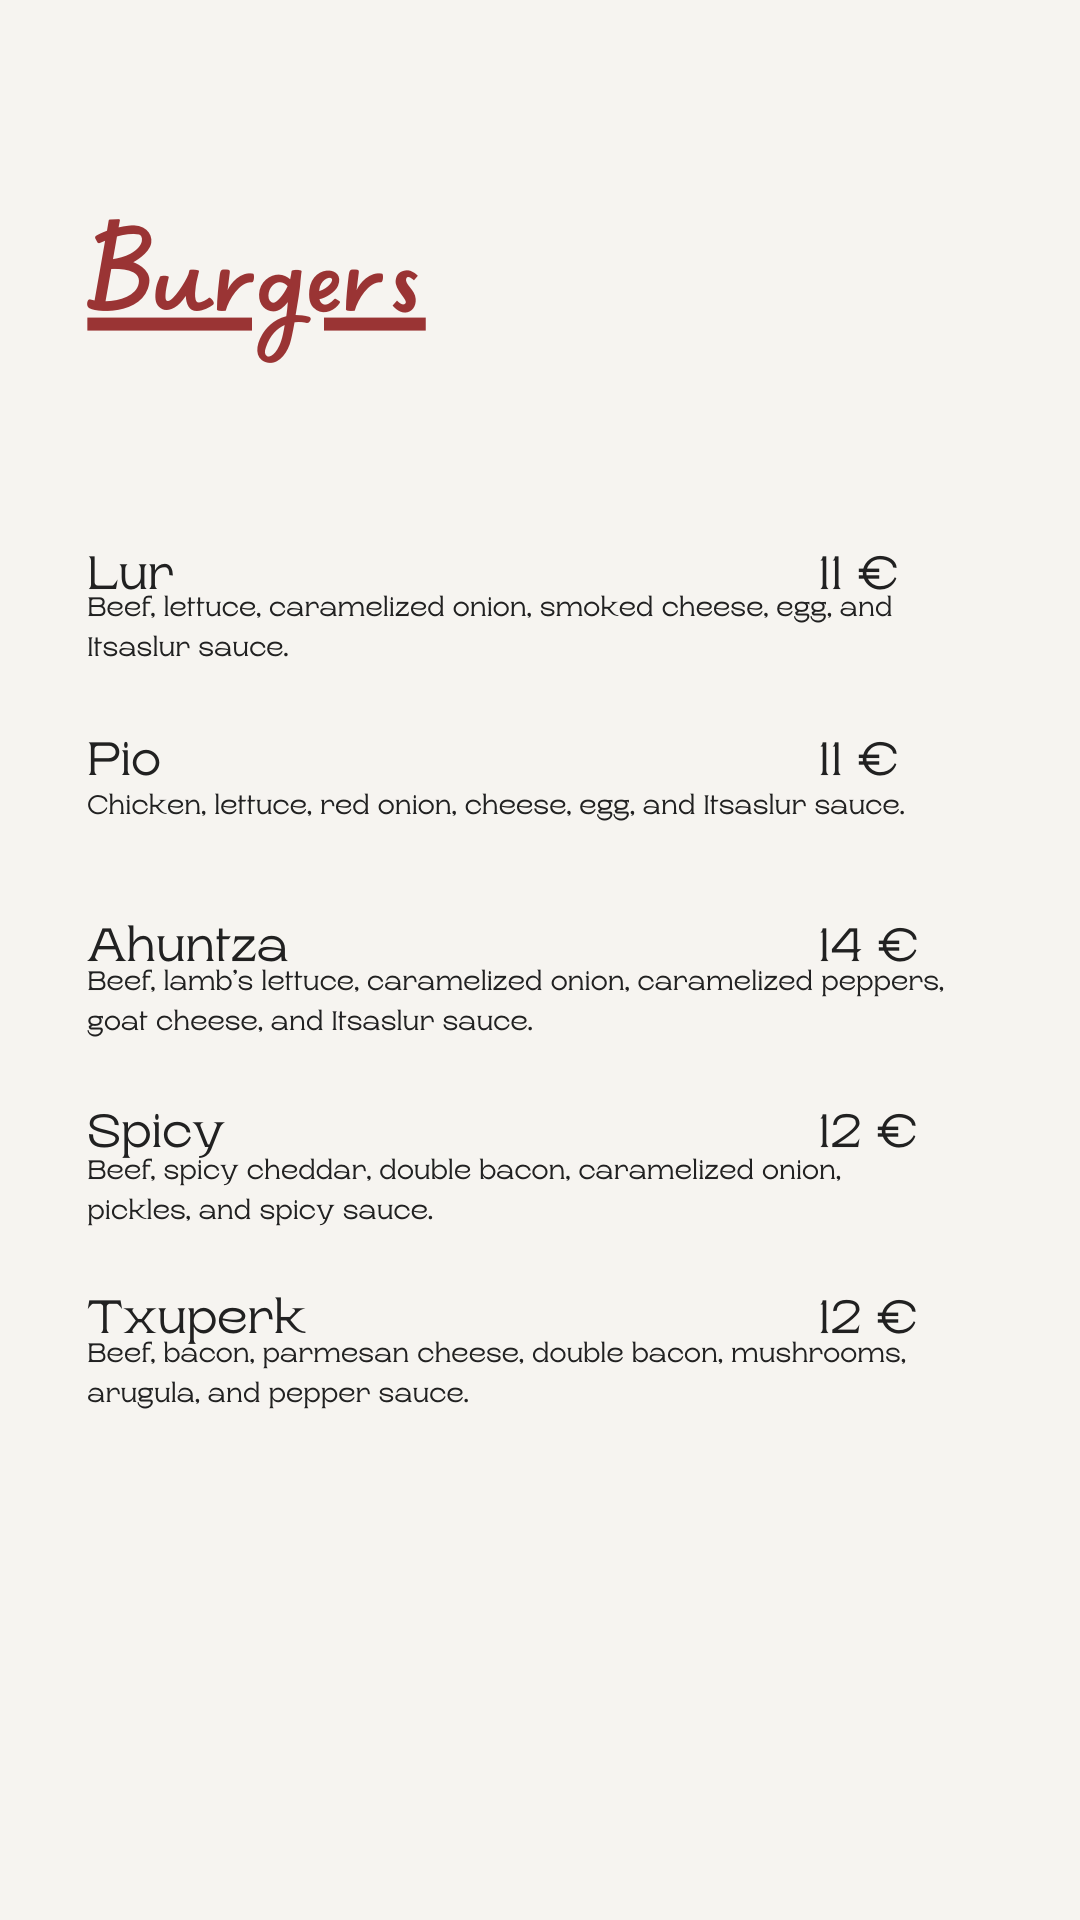 Burgers
Lur 11 €
Beef, lettuce, caramelized onion, smoked cheese, egg, and
Itsaslur sauce.
Pio 11 €
Chicken, lettuce, red onion, cheese, egg, and Itsaslur sauce.
Ahuntza 14 €
Beef, lamb’s lettuce, caramelized onion, caramelized peppers,
goat cheese, and Itsaslur sauce.
Spicy 12 €
Beef, spicy cheddar, double bacon, caramelized onion,
pickles, and spicy sauce.
Txuperk 12 €
Beef, bacon, parmesan cheese, double bacon, mushrooms,
arugula, and pepper sauce.